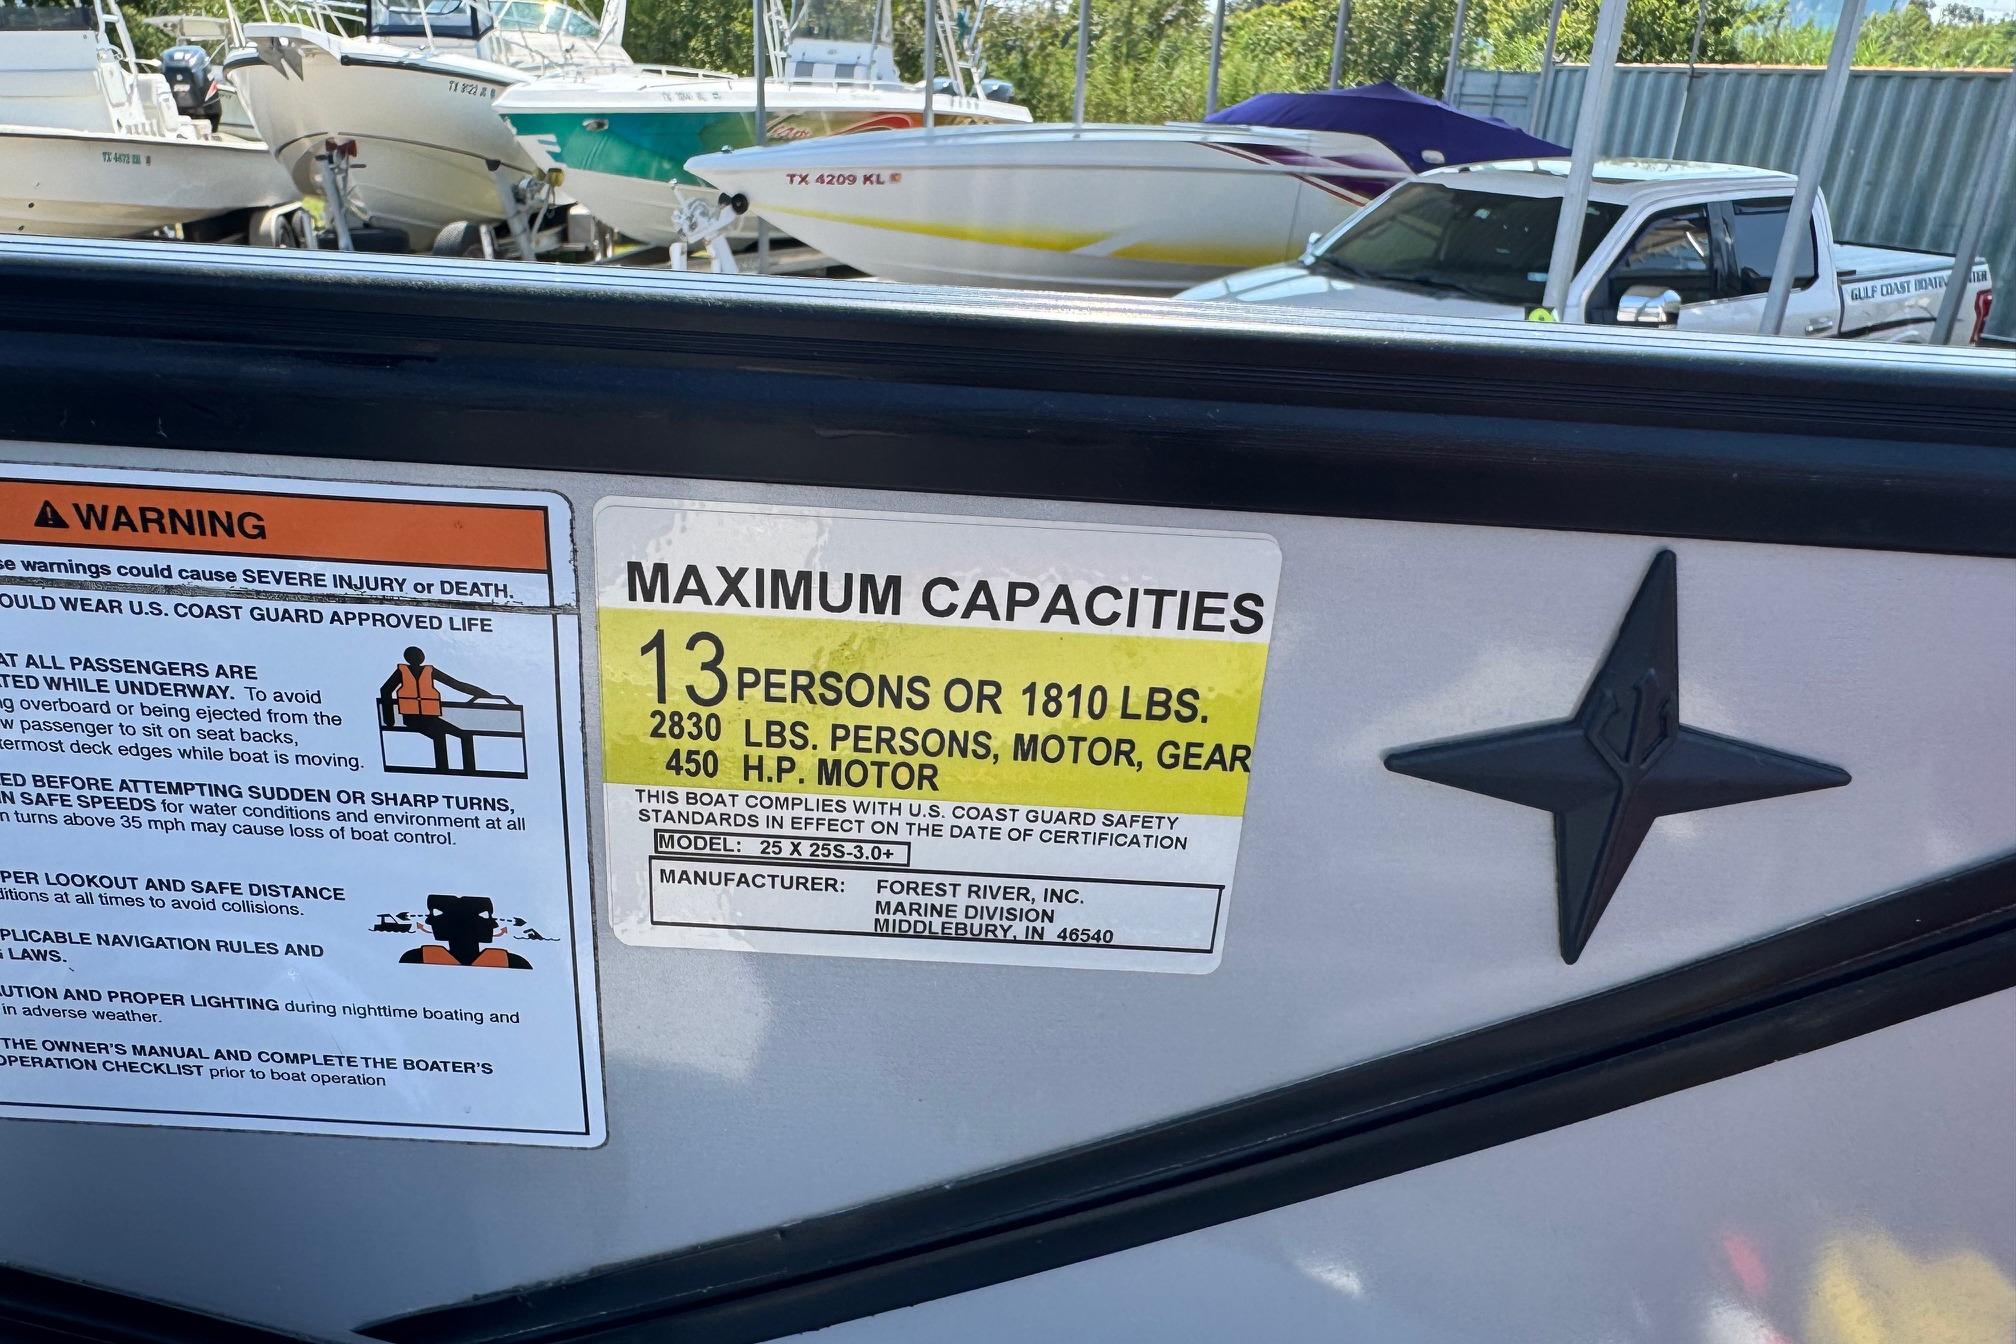 TX 4672
TX 4209 KL
GULF COAST
WARNING
se warnings could cause SEVERE INJURY or DEATH.
OULD WEAR U.S. COAST GUARD APPROVED LIFE
AT ALL PASSENGERS ARE
TED WHILE UNDERWAY. To avoid
ng overboard or being ejected from the
w passenger to sit on seat backs,
termost deck edges while boat is moving.
ED BEFORE ATTEMPTING SUDDEN OR SHARP TURNS,
IN SAFE SPEEDS for water conditions and environment at all
n turns above 35 mph may cause loss of boat control.
PER LOOKOUT AND SAFE DISTANCE
ditions at all times to avoid collisions.
PLICABLE NAVIGATION RULES AND
LAWS.
AUTION AND PROPER LIGHTING during nighttime boating and
in adverse weather.
THE OWNER'S MANUAL AND COMPLETE THE BOATER'S
OPERATION CHECKLIST prior to boat operation
MAXIMUM CAPACITIES
13 PERSONS OR 1810 LBS.
2830 LBS. PERSONS, MOTOR, GEAR
450 H.P. MOTOR
THIS BOAT COMPLIES WITH U.S. COAST GUARD SAFETY
STANDARDS IN EFFECT ON THE DATE OF CERTIFICATION
MODEL: 25 X 25S-3.0+
MANUFACTURER: FOREST RIVER, INC.
MARINE DIVISION
MIDDLEBURY, IN 46540